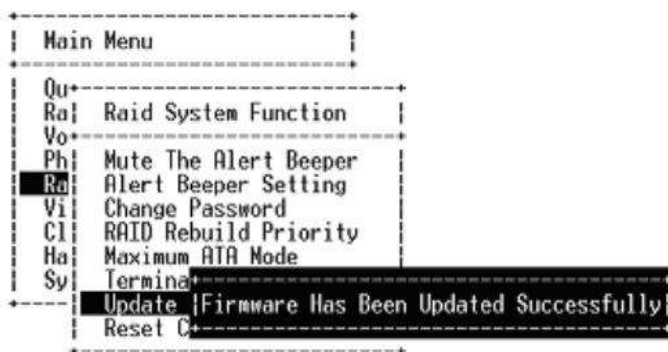 Main Menu
Qu
Ra
Raid System Function
Vo
Ph
Mute The Alert Beeper
Ra
Alert Beeper Setting
Vi
Change Password
Cl
RAID Rebuild Priority
Ha
Maximum ATA Mode
Sy
Termina
Update
Firmware Has Been Updated Successfully
Reset C